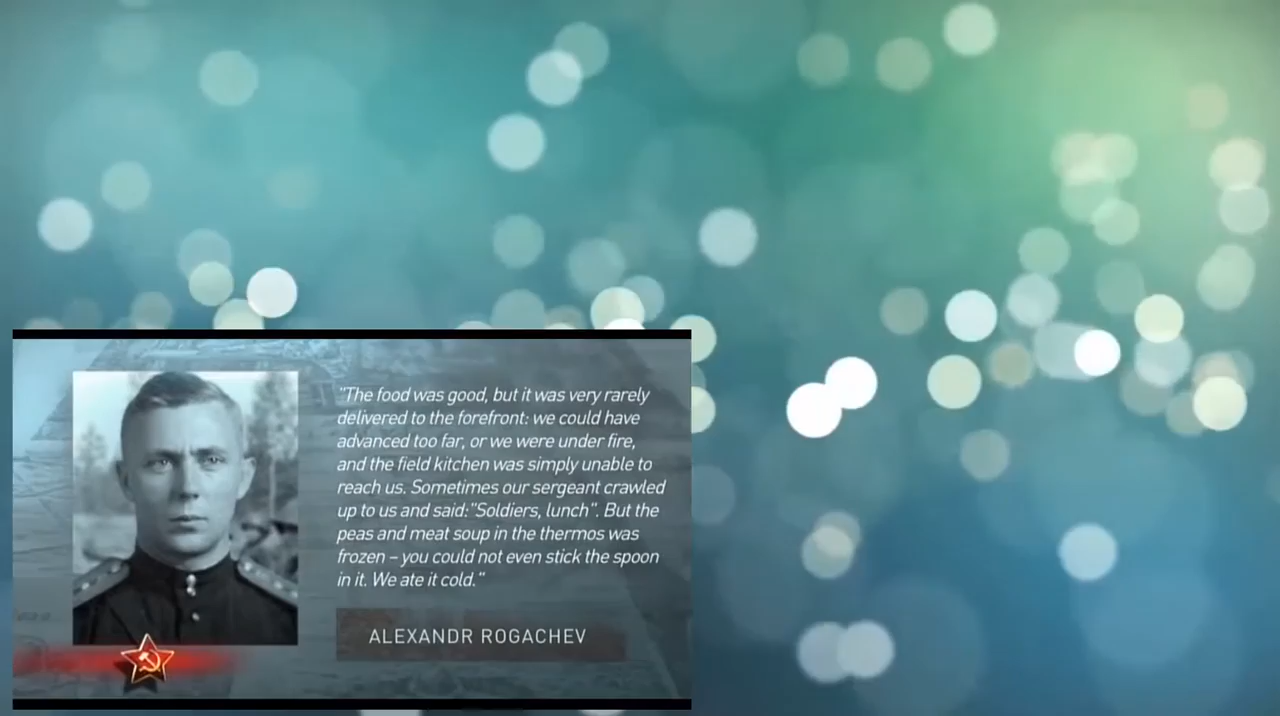 "The food was good, but it was very rarely
delivered to the forefront: we could have
advanced too far, or we were under fire,
and the field kitchen was simply unable to
reach us. Sometimes our sergeant crawled
up to us and said:"Soldiers, lunch". But the
peas and meat soup in the thermos was
frozen – you could not even stick the spoon
in it. We ate it cold."
ALEXANDR ROGACHEV